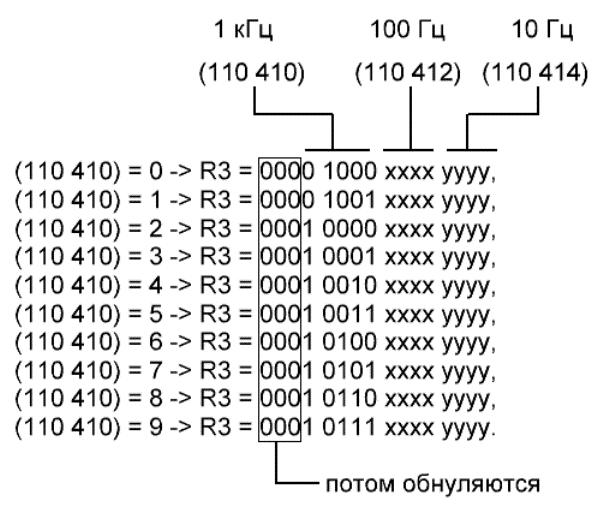 1 кГц 100 Гц 10 Гц
(110 410) (110 412) (110 414)
(110 410) = 0 -> R3 = 0000 1000 xxxx yyyy,
(110 410) = 1 -> R3 = 0000 1001 xxxx yyyy,
(110 410) = 2 -> R3 = 0001 0000 xxxx yyyy,
(110 410) = 3 -> R3 = 0001 0001 xxxx yyyy,
(110 410) = 4 -> R3 = 0001 0010 xxxx yyyy,
(110 410) = 5 -> R3 = 0001 0011 xxxx yyyy,
(110 410) = 6 -> R3 = 0001 0100 xxxx yyyy,
(110 410) = 7 -> R3 = 0001 0101 xxxx yyyy,
(110 410) = 8 -> R3 = 0001 0110 xxxx yyyy,
(110 410) = 9 -> R3 = 0001 0111 xxxx yyyy.
потом обнуляются